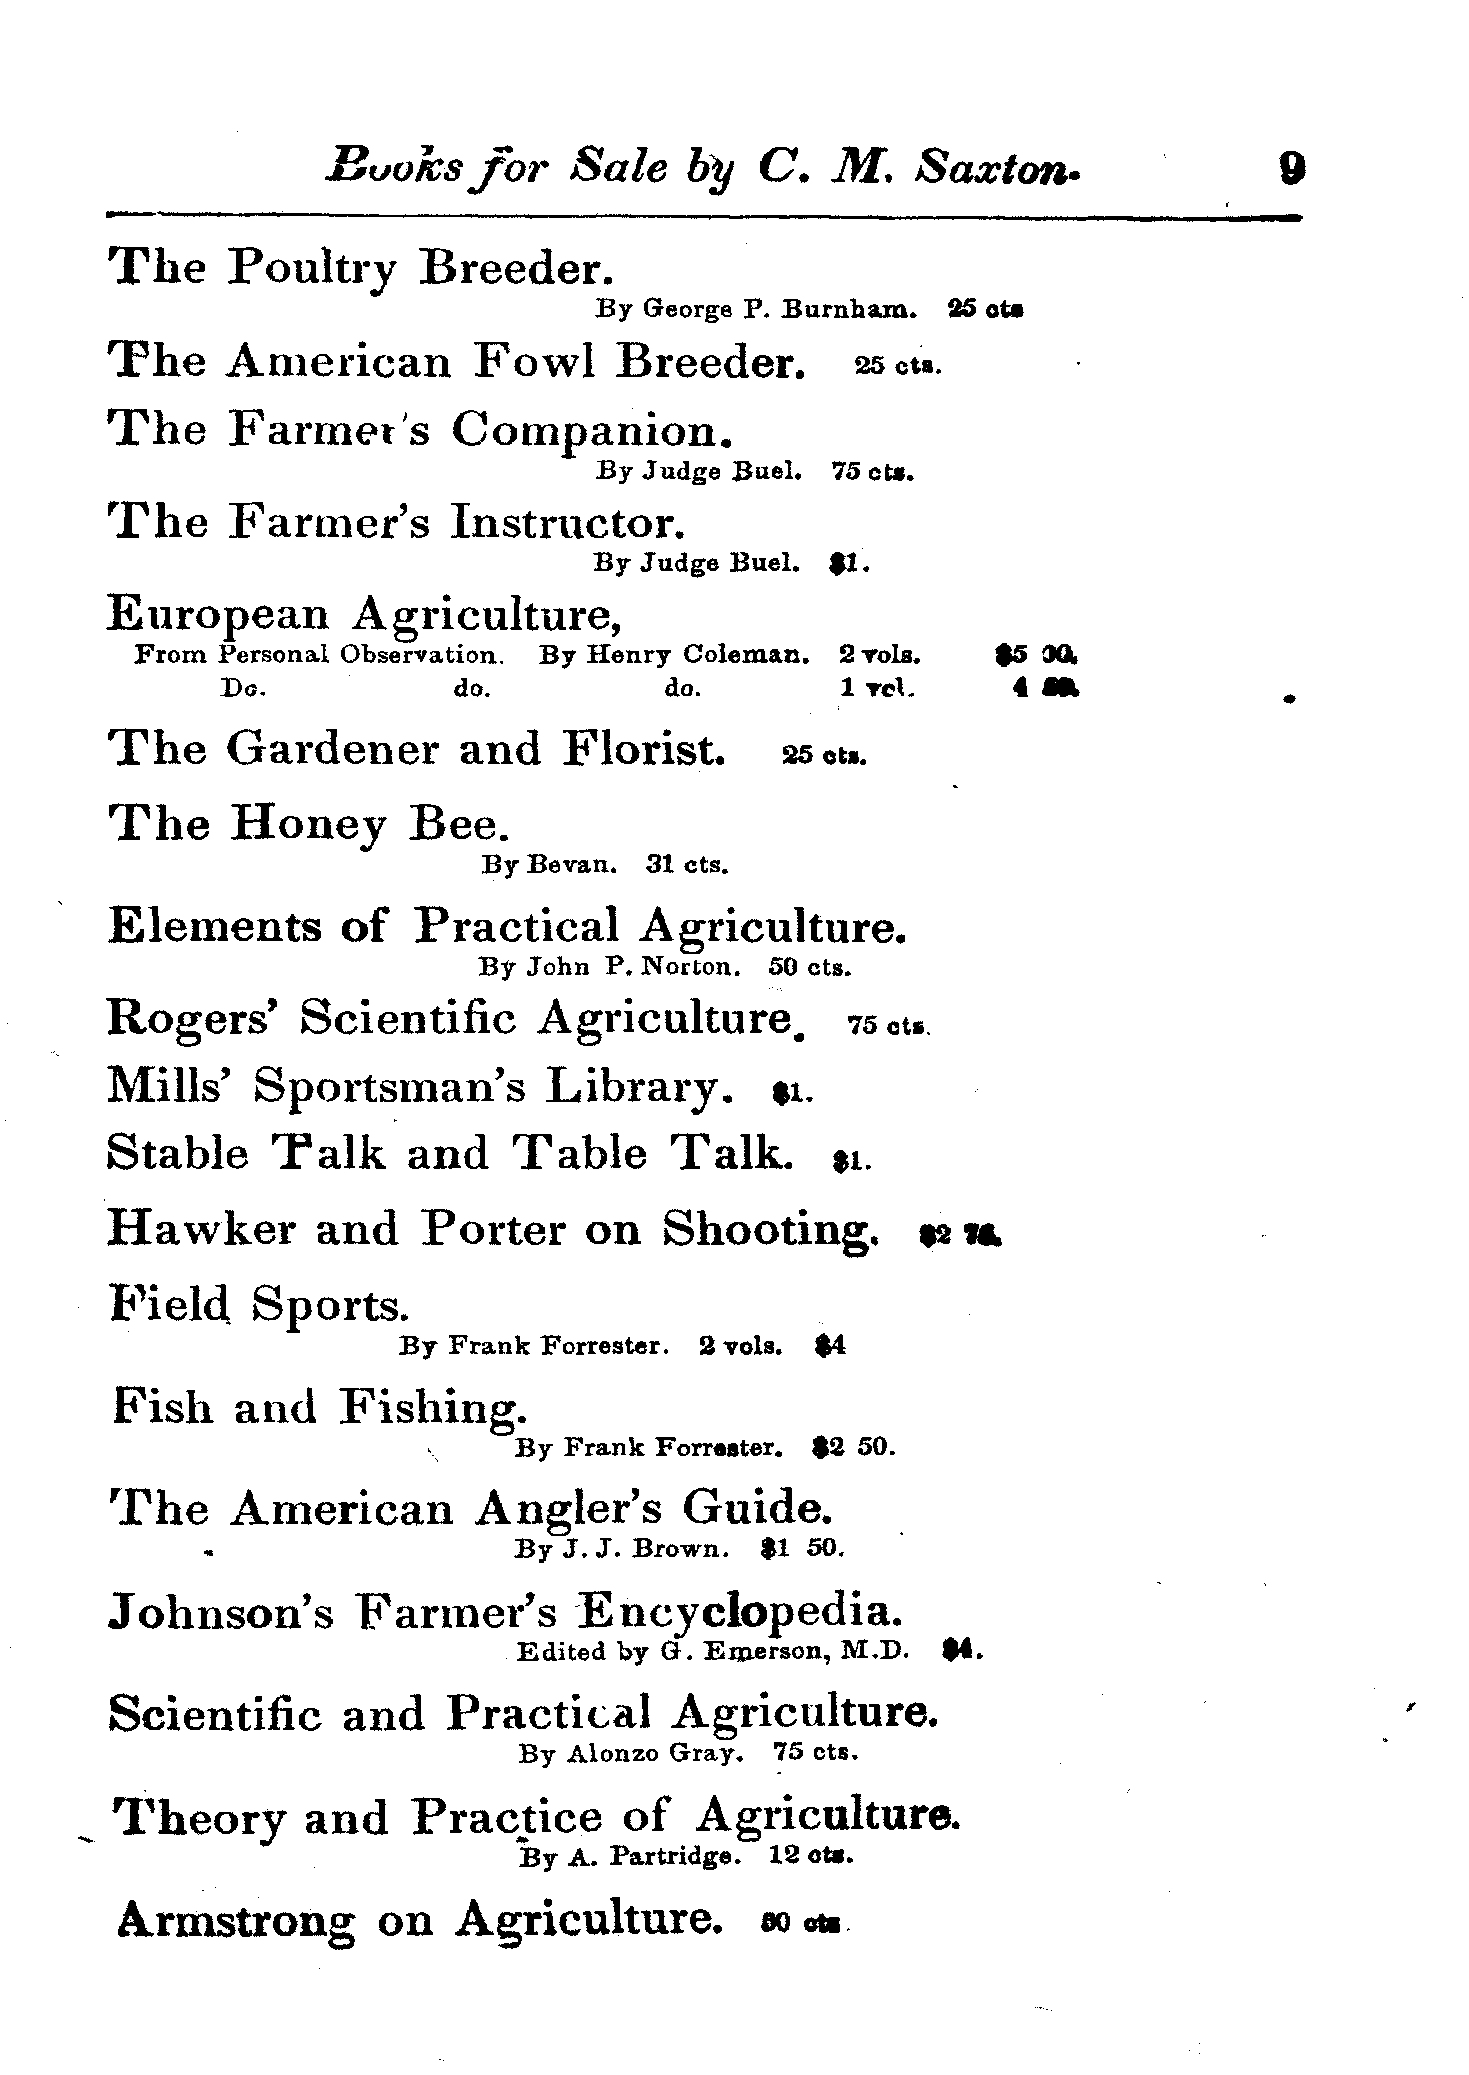 Books for Sale by C. M. Saxton. 9
The Poultry Breeder.
By George P. Burnham. 25 cts
The American Fowl Breeder. 25 cts.
The Farmer's Companion.
By Judge Buel. 75 cts.
The Farmer's Instructor.
By Judge Buel. $1.
European Agriculture,
From Personal Observation. By Henry Coleman. 2 vols. $5 00.
Do. do. do. 1 vol. 4
The Gardener and Florist. 25 cts.
The Honey Bee.
By Bevan. 31 cts.
Elements of Practical Agriculture.
By John P. Norton. 50 cts.
Rogers' Scientific Agriculture. 75 cts.
Mills' Sportsman's Library. $1.
Stable Talk and Table Talk. $1.
Hawker and Porter on Shooting. $2 75.
Field Sports.
By Frank Forrester. 2 vols. $4
Fish and Fishing.
By Frank Forrester. $2 50.
The American Angler's Guide.
By J. J. Brown. $1 50.
Johnson's Farmer's Encyclopedia.
Edited by G. Emerson, M.D. $4.
Scientific and Practical Agriculture.
By Alonzo Gray. 75 cts.
Theory and Practice of Agriculture.
By A. Partridge. 12 cts.
Armstrong on Agriculture. cts.